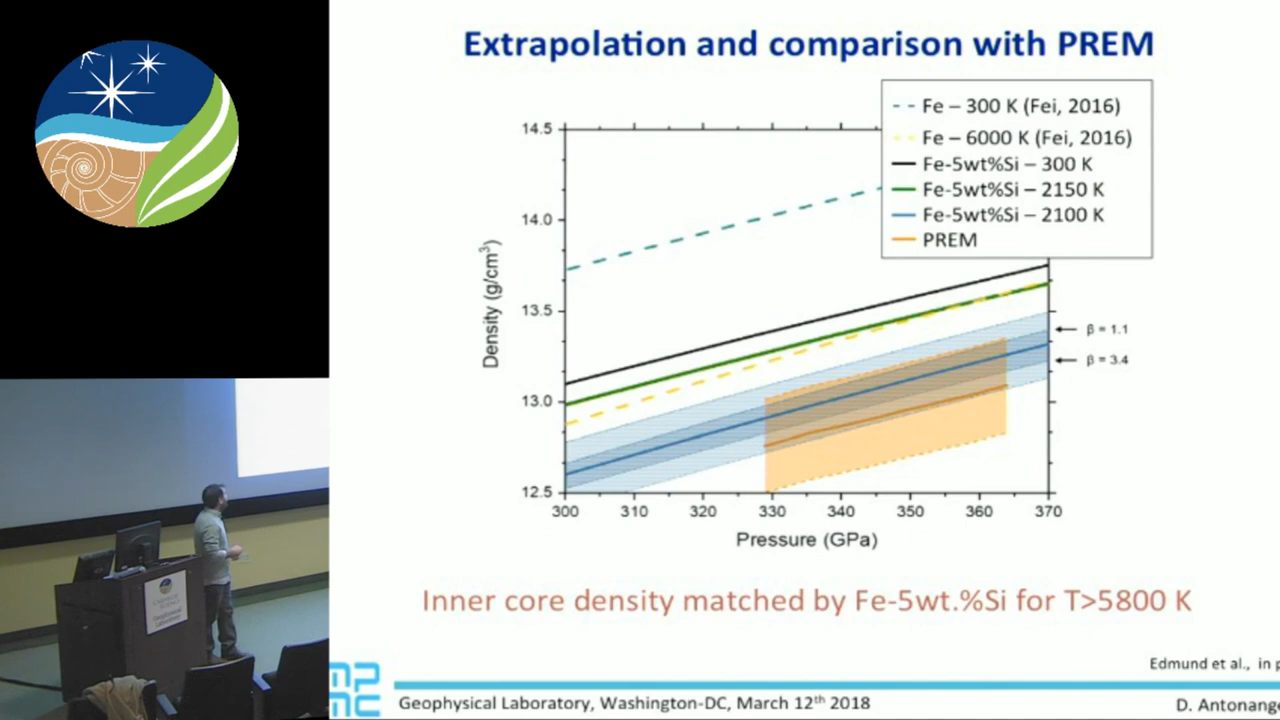 Extrapolation and comparison with PREM
Fe – 300 K (Fei, 2016)
Fe – 6000 K (Fei, 2016)
Fe-5wt%Si – 300 K
Fe-5wt%Si – 2150 K
Fe-5wt%Si – 2100 K
PREM
14.5
14.0
13.5
13.0
12.5
Density (g/cm³)
β = 1.1
β = 3.4
300 310 320 330 340 350 360 370
Pressure (GPa)
Inner core density matched by Fe-5wt.%Si for T>5800 K
Edmund et al., in p
Geophysical Laboratory, Washington-DC, March 12ᵗʰ 2018
D. Antonange